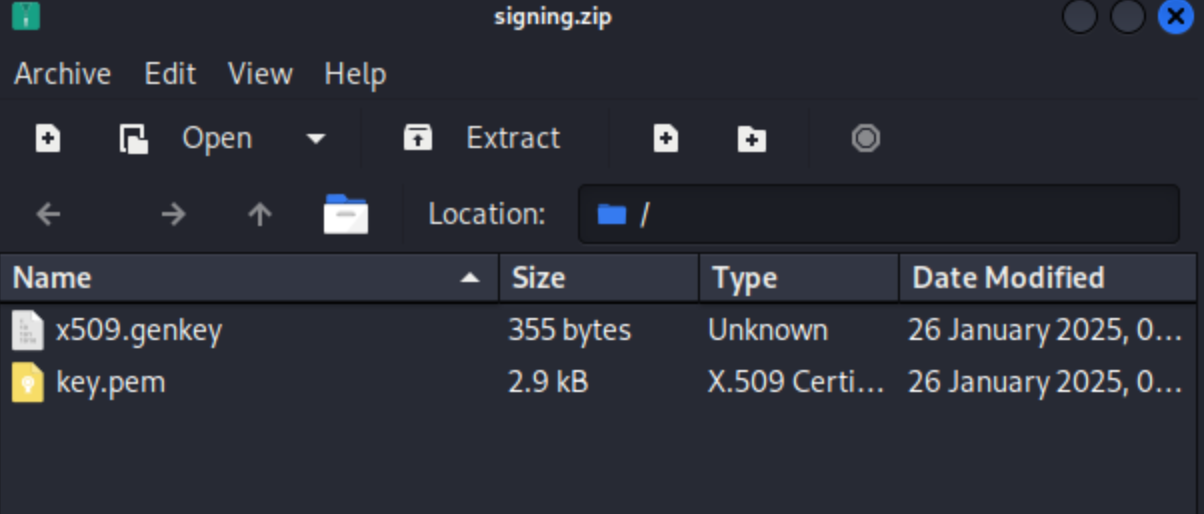 signing.zip
Archive Edit View Help
Open Extract
Location: /
Name Size Type Date Modified
x509.genkey 355 bytes Unknown 26 January 2025, 0...
key.pem 2.9 kB X.509 Certi... 26 January 2025, 0...